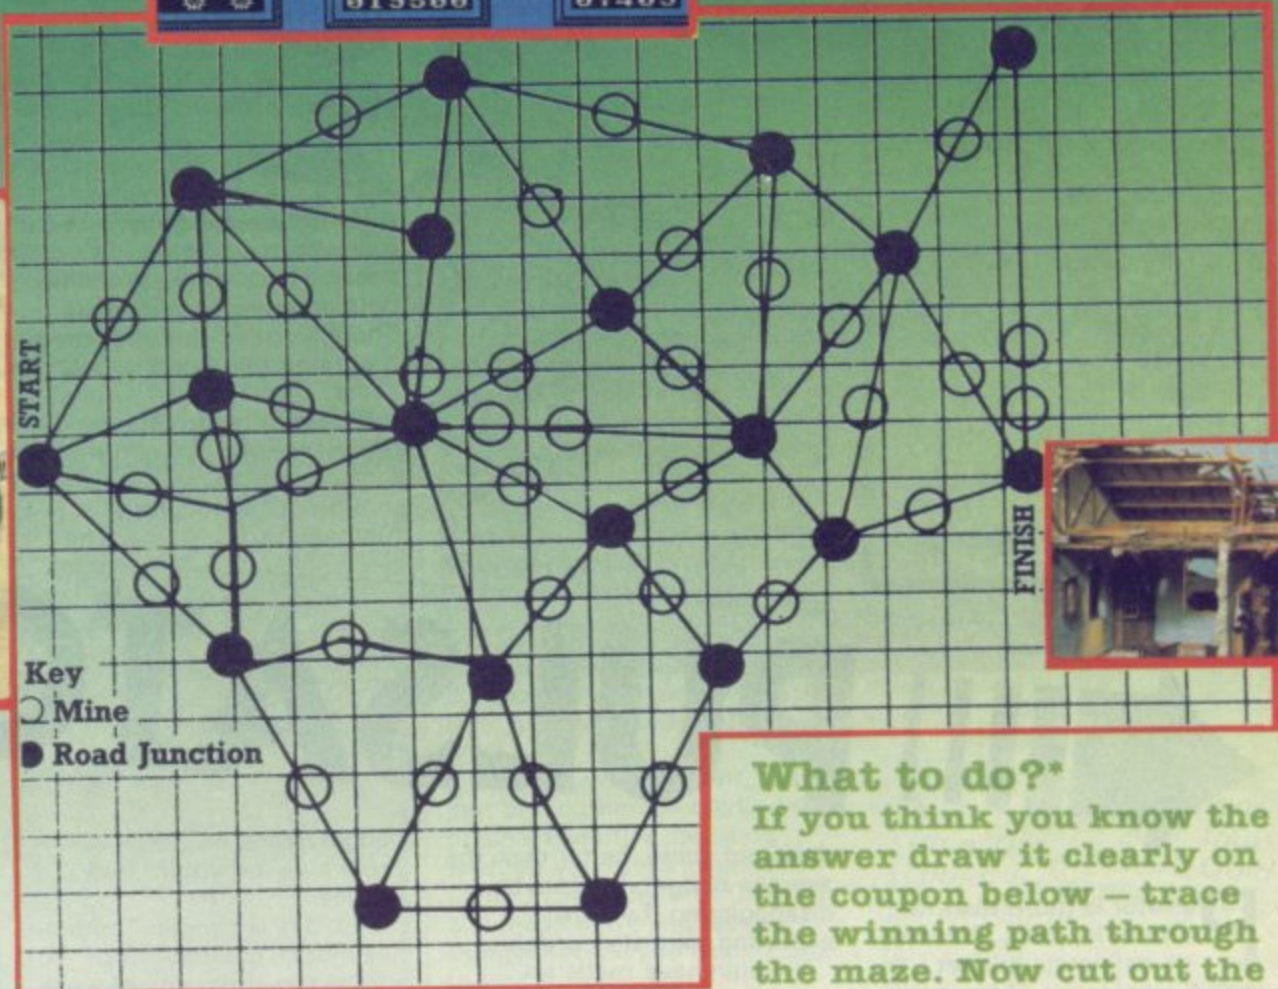 START
FINISH
Key
Mine
Road Junction
What to do?*
If you think you know the
answer draw it clearly on
the coupon below — trace
the winning path through
the maze. Now cut out the